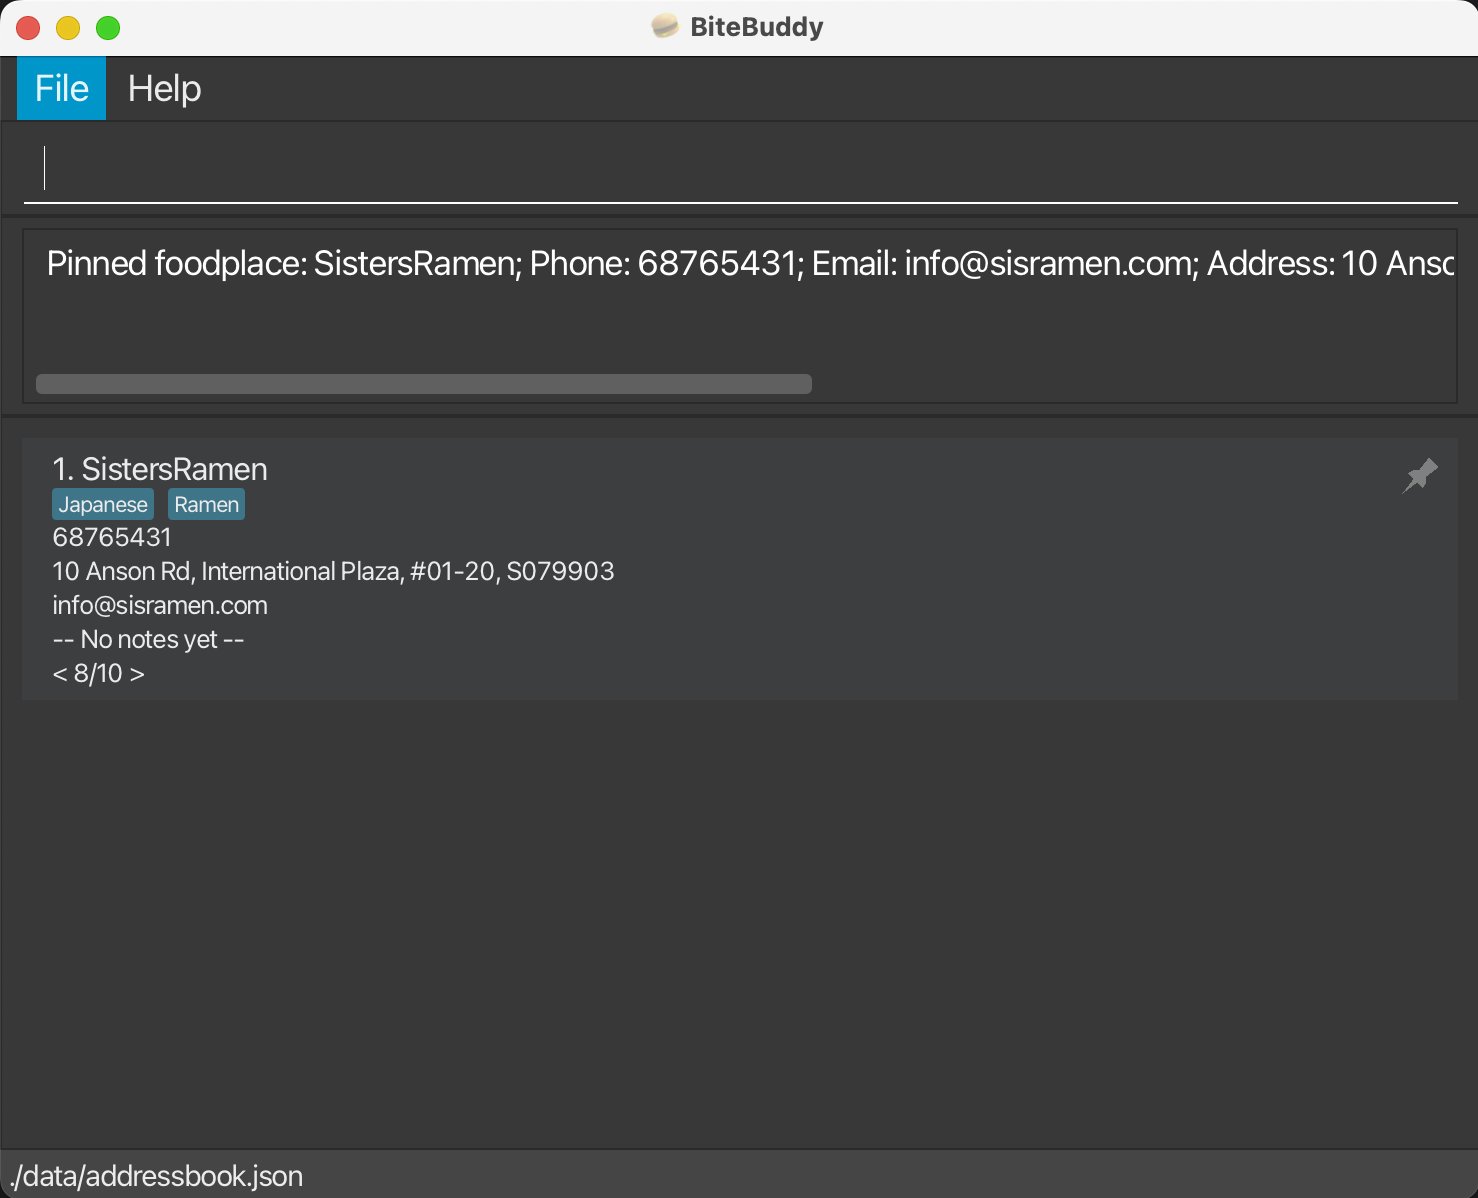 BiteBuddy
File Help
Pinned foodplace: SistersRamen; Phone: 68765431; Email: info@sisramen.com; Address: 10 Anso
1. SistersRamen
Japanese Ramen
68765431
10 Anson Rd, International Plaza, #01-20, S079903
info@sisramen.com
-- No notes yet --
< 8/10 >
./data/addressbook.json